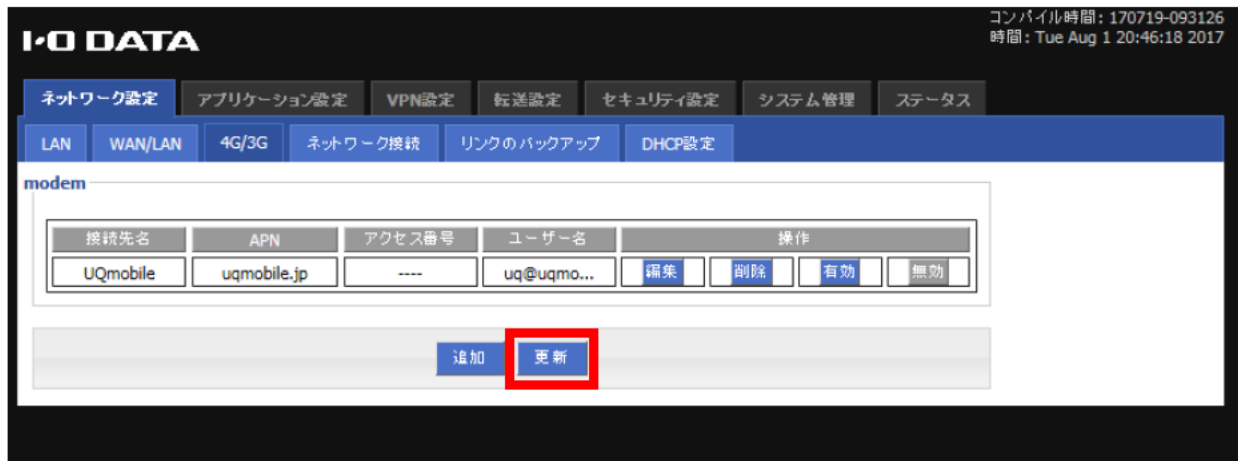 コンパイル時間: 170719-093126
I-O DATA
時間: Tue Aug 1 20:46:18 2017
ネットワーク設定 アプリケーション設定 VPN設定 転送設定 セキュリティ設定 システム管理 ステータス
LAN WAN/LAN 4G/3G ネットワーク接続 リンクのバックアップ DHCP設定
modem
接続先名 APN アクセス番号 ユーザー名 操作
UQmobile uqmobile.jp ---- uq@uqmo... 編集 削除 有効 無効
追加 更新